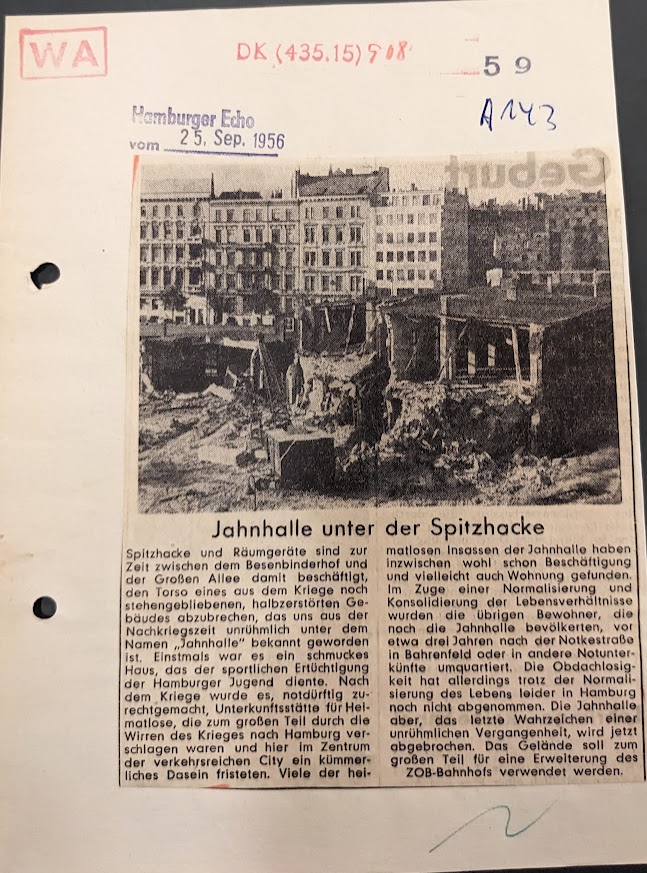 WA
DK (435.15) 908
59
A143
Hamburger Echo
vom 25. Sep. 1956
Geburt
Jahnhalle unter der Spitzhacke
Spitzhacke und Räumgeräte sind zur
Zeit zwischen dem Besenbinderhof und
der Großen Allee damit beschäftigt,
den Torso eines aus dem Kriege noch
stehengebliebenen, halbzerstörten Ge-
bäudes abzubrechen, das uns aus der
Nachkriegszeit unrühmlich unter dem
Namen „Jahnhalle" bekannt geworden
ist. Einstmals war es ein schmuckes
Haus, das der sportlichen Ertüchtigung
der Hamburger Jugend diente. Nach
dem Kriege wurde es, notdürftig zu-
rechtgemacht, Unterkunftsstätte für Hei-
matlose, die zum großen Teil durch die
Wirren des Krieges nach Hamburg ver-
schlagen waren und hier im Zentrum
der verkehrsreichen City ein kümmer-
liches Dasein fristeten. Viele der hei-
matlosen Insassen der Jahnhalle haben
inzwischen wohl schon Beschäftigung
und vielleicht auch Wohnung gefunden.
Im Zuge einer Normalisierung und
Konsolidierung der Lebensverhältnisse
wurden die übrigen Bewohner, die
noch die Jahnhalle bevölkerten, vor
etwa drei Jahren nach der Notkestraße
in Bahrenfeld oder in andere Notunter-
künfte umquartiert. Die Obdachlosig-
keit hat allerdings trotz der Normali-
sierung des Lebens leider in Hamburg
noch nicht abgenommen. Die Jahnhalle
aber, das letzte Wahrzeichen einer
unrühmlichen Vergangenheit, wird jetzt
abgebrochen. Das Gelände soll zum
großen Teil für eine Erweiterung des
ZOB-Bahnhofs verwendet werden.